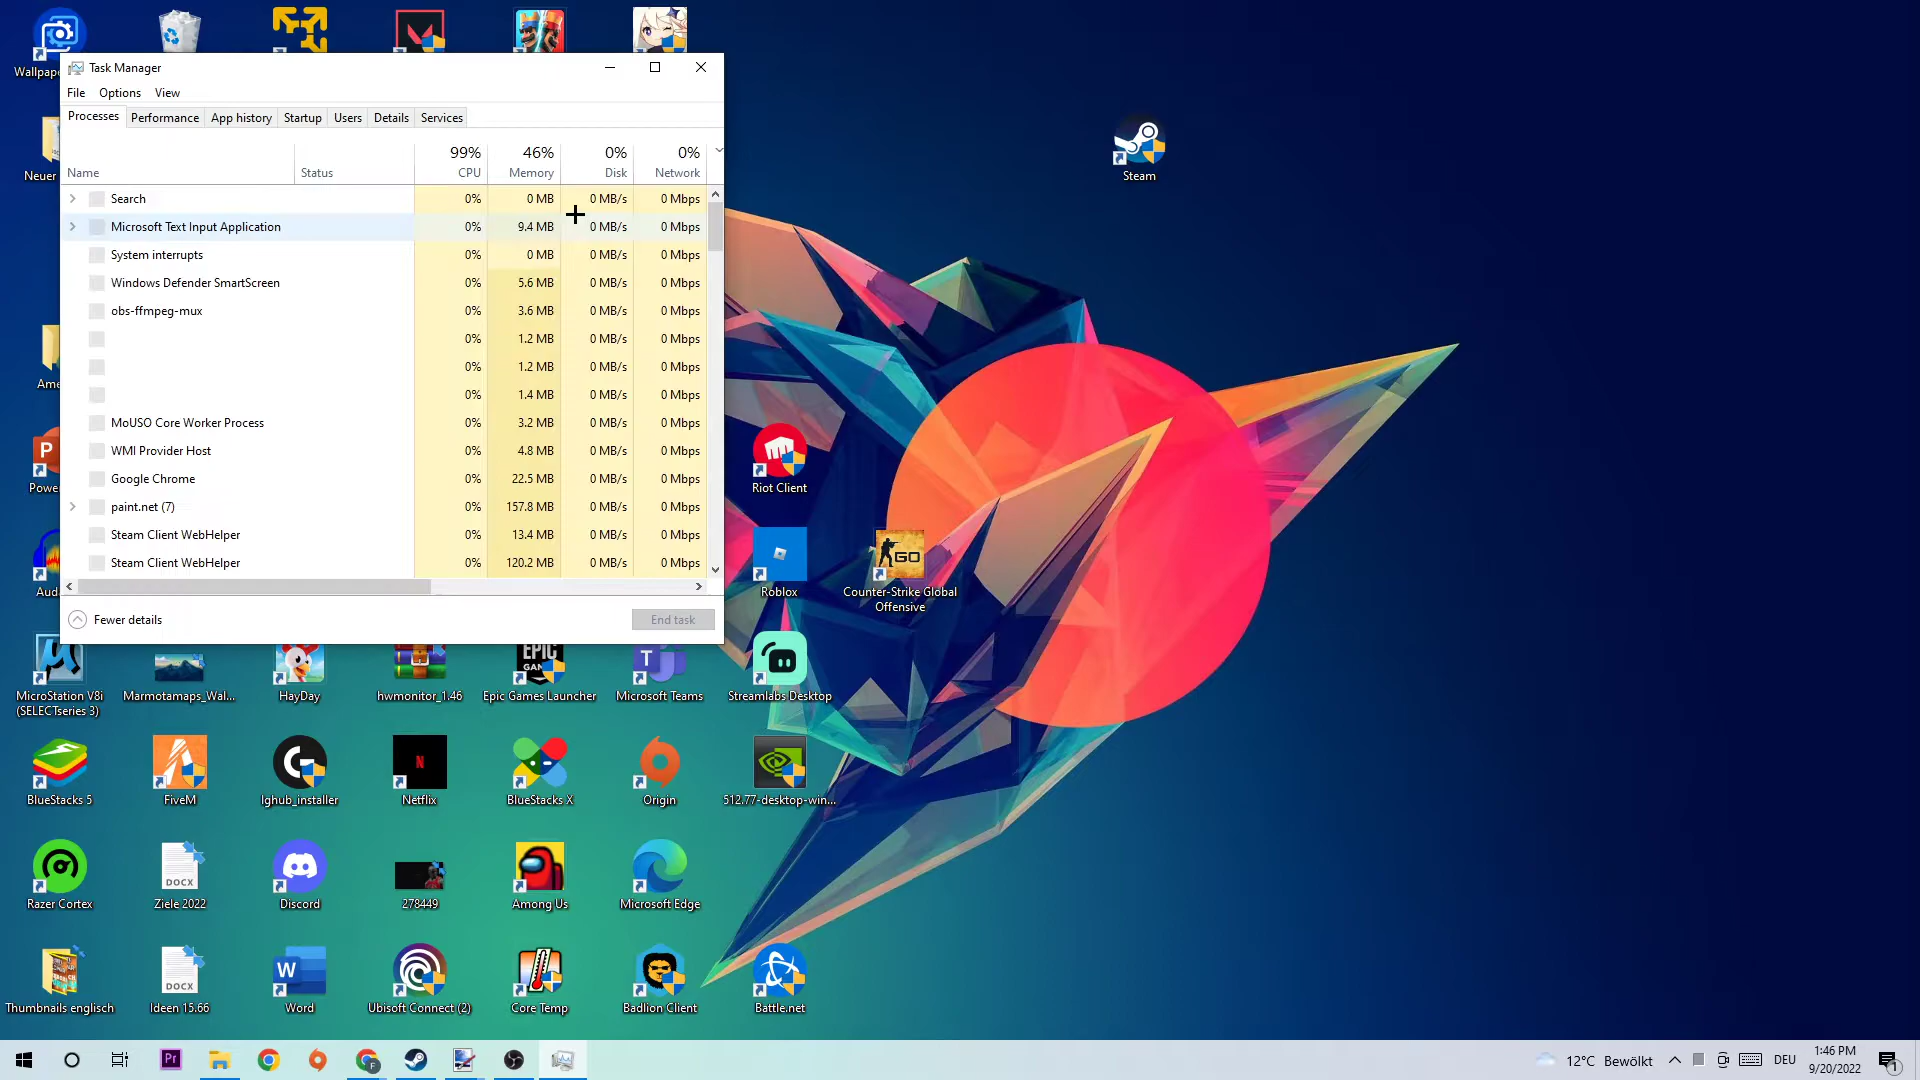 Wallpape
Task Manager
File Options View
Processes Performance App history Startup Users Details Services
99% 46% 0% 0%
Name Status CPU Memory Disk Network
Search 0% 0 MB 0 MB/s 0 Mbps
Microsoft Text Input Application 0% 9.4 MB 0 MB/s 0 Mbps
System interrupts 0% 0 MB 0 MB/s 0 Mbps
Windows Defender SmartScreen 0% 5.6 MB 0 MB/s 0 Mbps
obs-ffmpeg-mux 0% 3.6 MB 0 MB/s 0 Mbps
0% 1.2 MB 0 MB/s 0 Mbps
0% 1.2 MB 0 MB/s 0 Mbps
0% 1.4 MB 0 MB/s 0 Mbps
MoUSO Core Worker Process 0% 3.2 MB 0 MB/s 0 Mbps
WMI Provider Host 0% 4.8 MB 0 MB/s 0 Mbps
Google Chrome 0% 22.5 MB 0 MB/s 0 Mbps
paint.net (7) 0% 157.8 MB 0 MB/s 0 Mbps
Steam Client WebHelper 0% 13.4 MB 0 MB/s 0 Mbps
Steam Client WebHelper 0% 120.2 MB 0 MB/s 0 Mbps
Fewer details End task
Neuer
Ame
P
Powe
Auda
Steam
Riot Client
GO
Roblox
Counter-Strike Global
Offensive
EPIC
GAM
T
MicroStation V8i
(SELECTseries 3)
Marmotamaps_Wal...
HayDay
hwmonitor_1.46
Epic Games Launcher
Microsoft Teams
Streamlabs Desktop
N
BlueStacks 5
FiveM
lghub_installer
Netflix
BlueStacks X
Origin
512.77-desktop-win...
DOCX
Razer Cortex
Ziele 2022
Discord
278449
Among Us
Microsoft Edge
DOCX
W
Thumbnails englisch
Ideen 15.66
Word
Ubisoft Connect (2)
Core Temp
Badlion Client
Battle.net
Pr
F
12°C Bewölkt
DEU
1:46 PM
9/20/2022
1